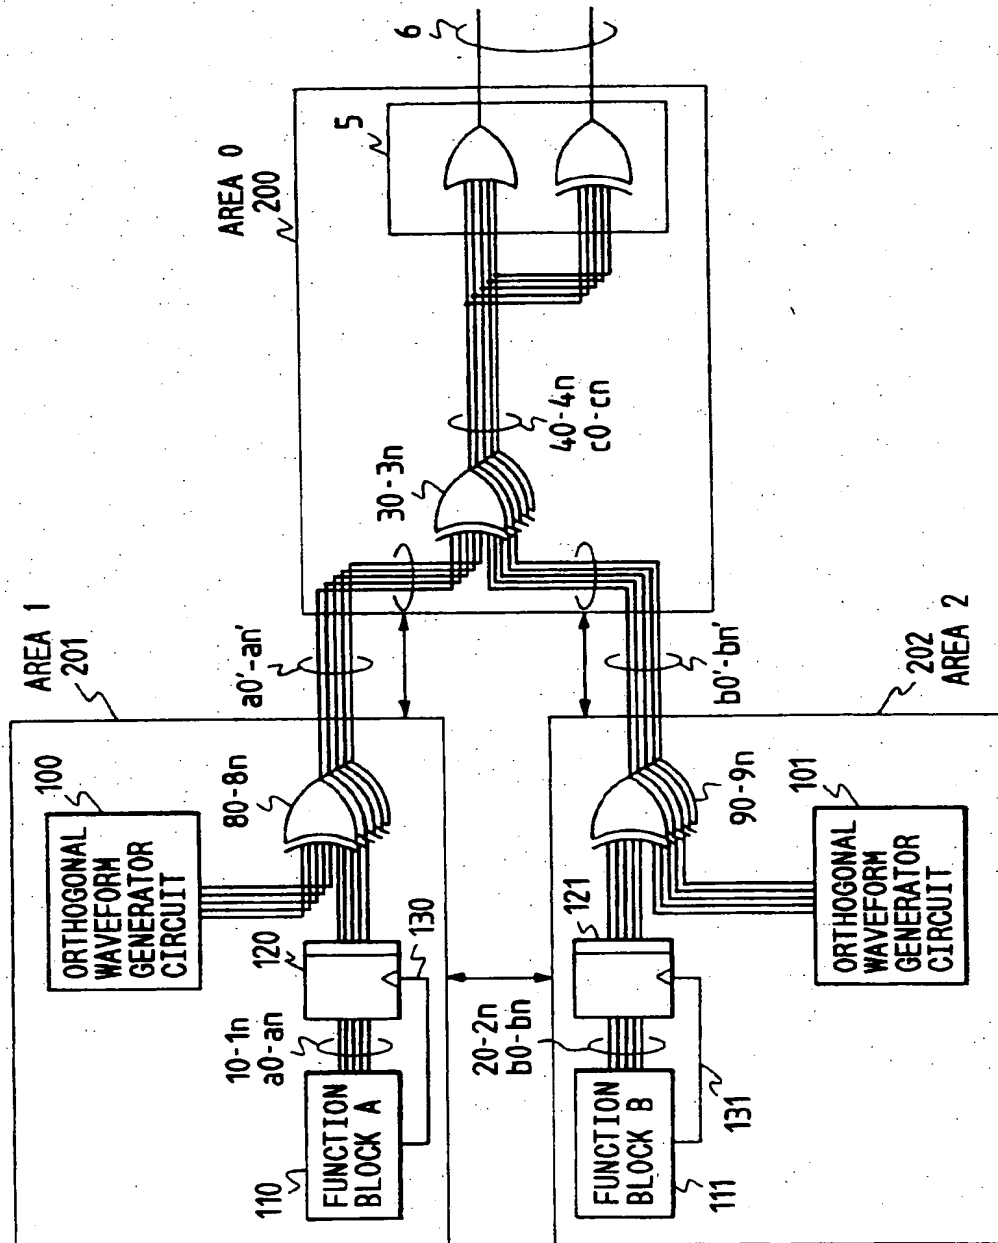 AREA 1
201
100
ORTHOGONAL
WAVEFORM
GENERATOR
CIRCUIT
80-8n
a0'-an'
120
130
10-1n
a0-an
110
FUNCTION
BLOCK A
AREA 0
200
5
6
30-3n
40-4n
c0-cn
b0'-bn'
202
AREA 2
90-9n
101
ORTHOGONAL
WAVEFORM
GENERATOR
CIRCUIT
121
20-2n
b0-bn
131
FUNCTION
BLOCK B
111